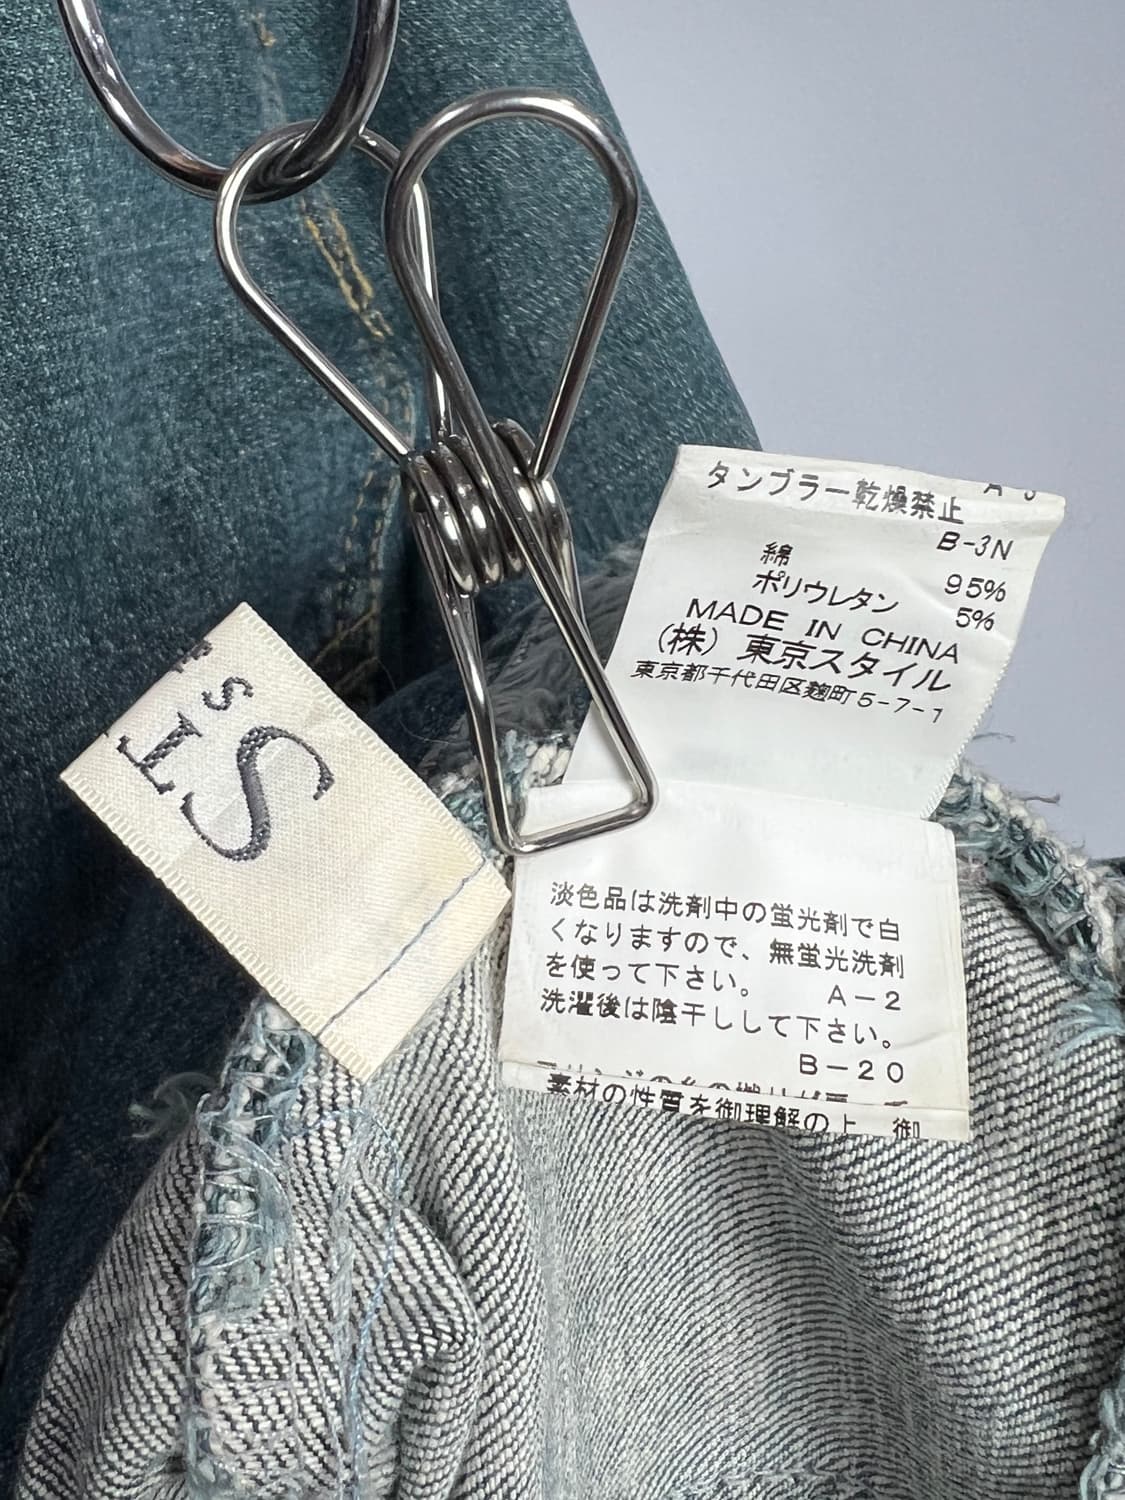 タンブラー乾燥禁止
B-3N
綿 95%
ポリウレタン 5%
MADE IN CHINA
(株) 東京スタイル
東京都千代田区麹町5-7-1
S
I S
淡色品は洗剤中の蛍光剤で白
くなりますので、無蛍光洗剤
を使って下さい。 A-2
洗濯後は陰干しして下さい。
B-20
素材の性質を御理解の上 御